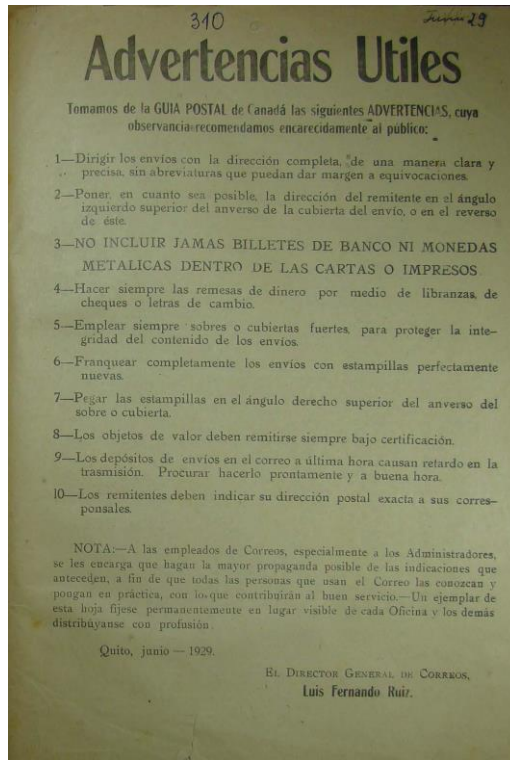 310
Junio 29
Advertencias Utiles
Tomamos de la GUIA POSTAL de Canadá las siguientes ADVERTENCIAS, cuya
observancia recomendamos encarecidamente al público:
1—Dirigir los envíos con la dirección completa, de una manera clara y
precisa, sin abreviaturas que puedan dar margen a equivocaciones.
2—Poner, en cuanto sea posible, la dirección del remitente en el ángulo
izquierdo superior del anverso de la cubierta del envío, o en el reverso
de éste.
3—NO INCLUIR JAMAS BILLETES DE BANCO NI MONEDAS
METALICAS DENTRO DE LAS CARTAS O IMPRESOS
4—Hacer siempre las remesas de dinero por medio de libranzas, de
cheques o letras de cambio.
5—Emplear siempre sobres o cubiertas fuertes, para proteger la inte-
gridad del contenido de los envíos.
6—Franquear completamente los envíos con estampillas perfectamente
nuevas.
7—Pegar las estampillas en el ángulo derecho superior del anverso del
sobre o cubierta.
8—Los objetos de valor deben remitirse siempre bajo certificación.
9—Los depósitos de envíos en el correo a última hora causan retardo en la
trasmisión. Procurar hacerlo prontamente y a buena hora.
10—Los remitentes deben indicar su dirección postal exacta a sus corres-
ponsales.
NOTA:—A las empleados de Correos, especialmente a los Administradores,
se les encarga que hagan la mayor propaganda posible de las indicaciones que
anteceden, a fin de que todas las personas que usan el Correo las conozcan y
pongan en práctica, con lo que contribuirán al buen servicio.—Un ejemplar de
esta hoja fíjese permanentemente en lugar visible de cada Oficina y los demás
distribúyanse con profusión.
Quito, junio — 1929.
EL DIRECTOR GENERAL DE CORREOS,
Luis Fernando Ruiz.